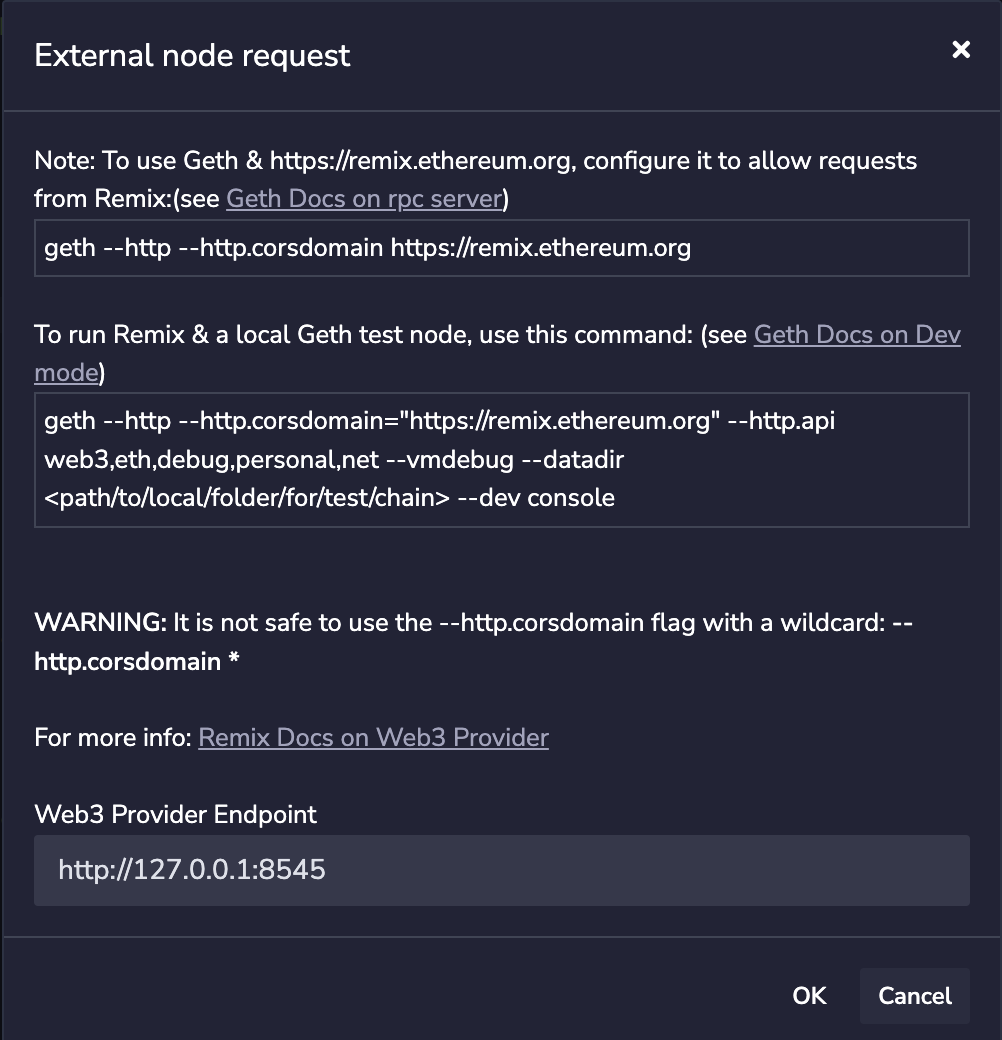 External node request
Note: To use Geth & https://remix.ethereum.org, configure it to allow requests
from Remix:(see Geth Docs on rpc server)
geth --http --http.corsdomain https://remix.ethereum.org
To run Remix & a local Geth test node, use this command: (see Geth Docs on Dev
mode)
geth --http --http.corsdomain="https://remix.ethereum.org" --http.api
web3,eth,debug,personal,net --vmdebug --datadir
<path/to/local/folder/for/test/chain> --dev console
WARNING: It is not safe to use the --http.corsdomain flag with a wildcard: --
http.corsdomain *
For more info: Remix Docs on Web3 Provider
Web3 Provider Endpoint
http://127.0.0.1:8545
OK Cancel